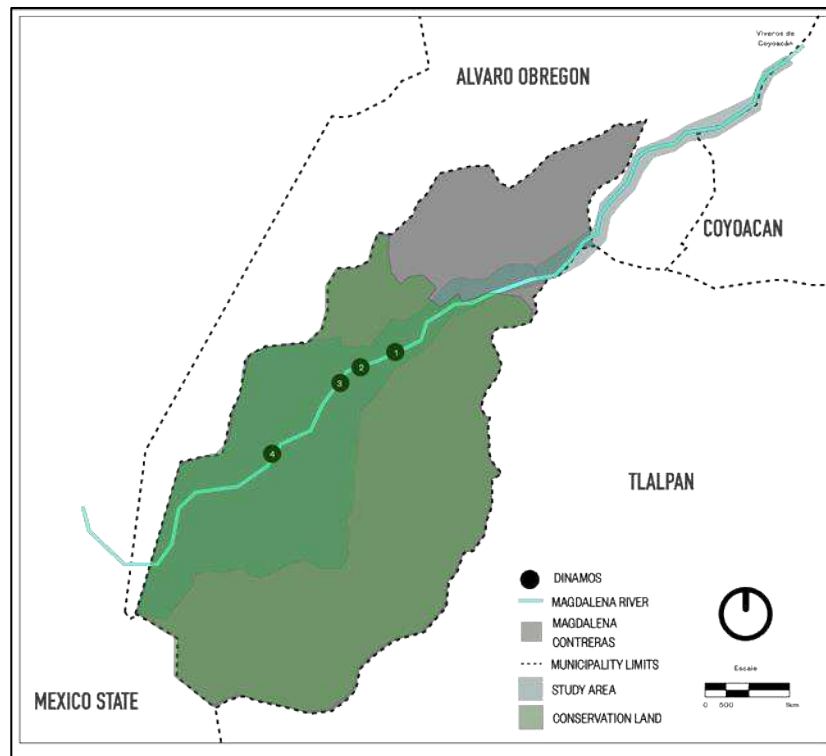 Viveros de
Coyoacán
ALVARO OBREGON
COYOACAN
1
2
3
4
TLALPAN
DINAMOS
MAGDALENA RIVER
MAGDALENA
CONTRERAS
MUNICIPALITY LIMITS
STUDY AREA
CONSERVATION LAND
Escale
0 500 5km
MEXICO STATE